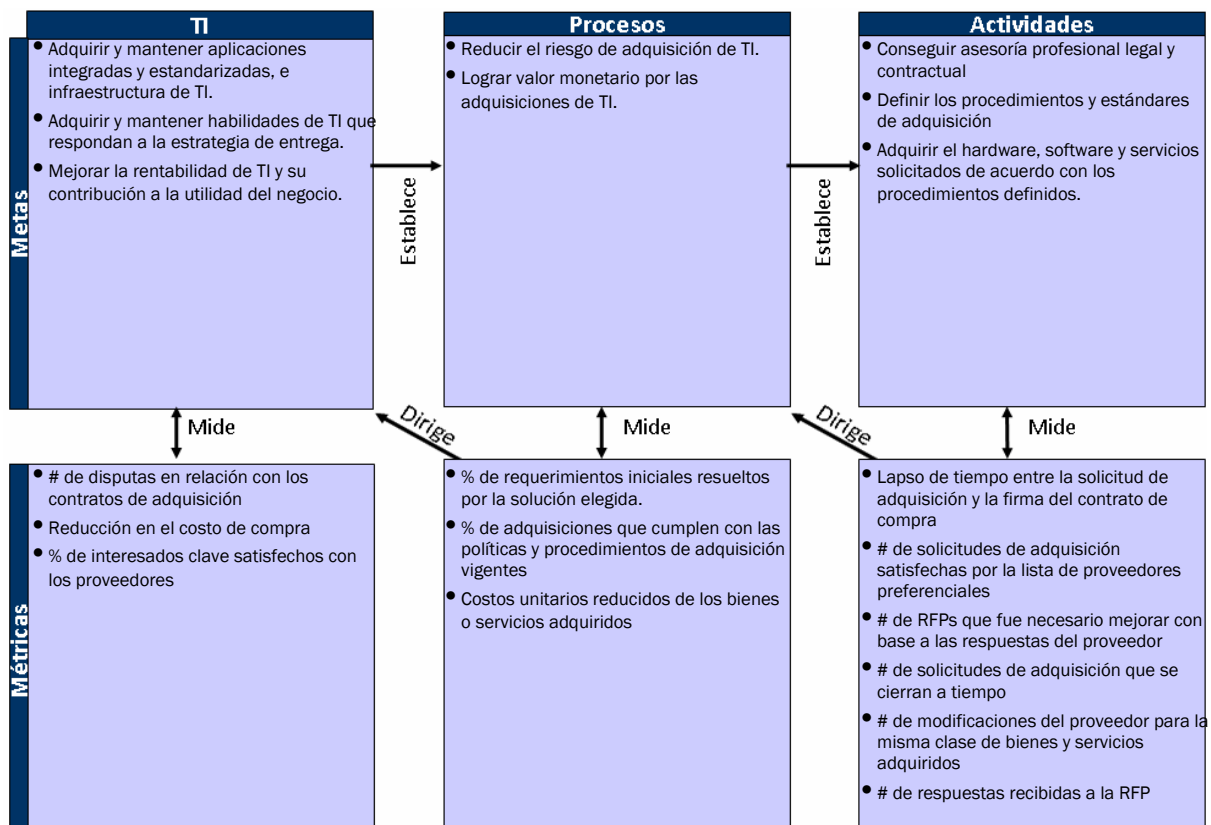 TI
Procesos
Actividades
Metas
• Adquirir y mantener aplicaciones
integradas y estandarizadas, e
infraestructura de TI.
• Adquirir y mantener habilidades de TI que
respondan a la estrategia de entrega.
• Mejorar la rentabilidad de TI y su
contribución a la utilidad del negocio.
Establece
• Reducir el riesgo de adquisición de TI.
• Lograr valor monetario por las
adquisiciones de TI.
Establece
• Conseguir asesoría profesional legal y
contractual
• Definir los procedimientos y estándares
de adquisición
• Adquirir el hardware, software y servicios
solicitados de acuerdo con los
procedimientos definidos.
Mide
Dirige
Mide
Dirige
Mide
Métricas
• # de disputas en relación con los
contratos de adquisición
• Reducción en el costo de compra
• % de interesados clave satisfechos con
los proveedores
• % de requerimientos iniciales resueltos
por la solución elegida.
• % de adquisiciones que cumplen con las
políticas y procedimientos de adquisición
vigentes
• Costos unitarios reducidos de los bienes
o servicios adquiridos
• Lapso de tiempo entre la solicitud de
adquisición y la firma del contrato de
compra
• # de solicitudes de adquisición
satisfechas por la lista de proveedores
preferenciales
• # de RFPs que fue necesario mejorar con
base a las respuestas del proveedor
• # de solicitudes de adquisición que se
cierran a tiempo
• # de modificaciones del proveedor para la
misma clase de bienes y servicios
adquiridos
• # de respuestas recibidas a la RFP